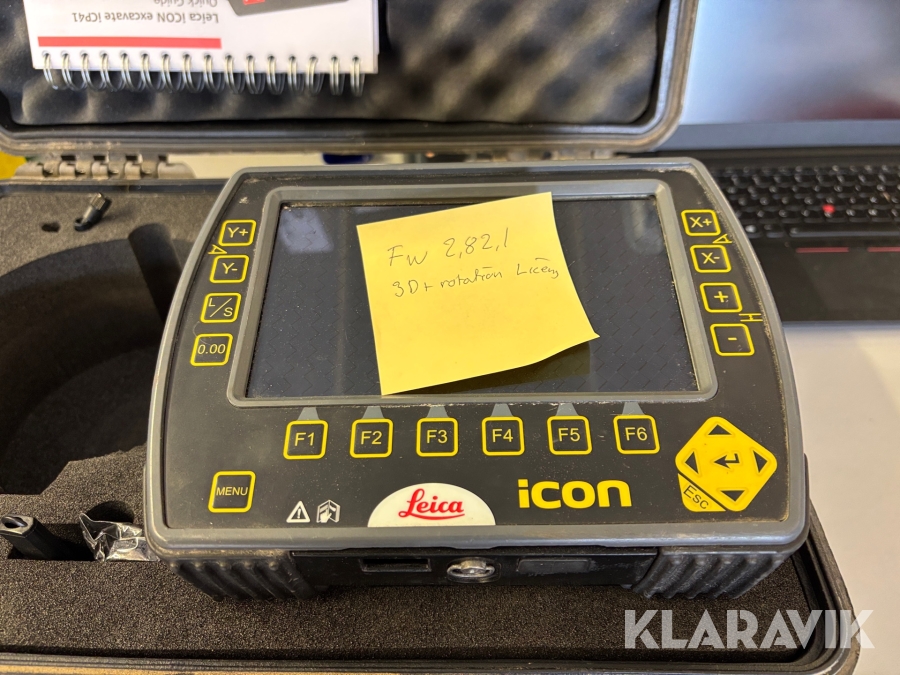 Leica iCON excavate iCP41
Quick Guide
Fw 2,82,1
3D+ rotation Licens
Y+
Y-
L/S
0.00
X+
X-
+
H
-
F1
F2
F3
F4
F5
F6
MENU
Leica
iCON
ESC
KLARAVIK